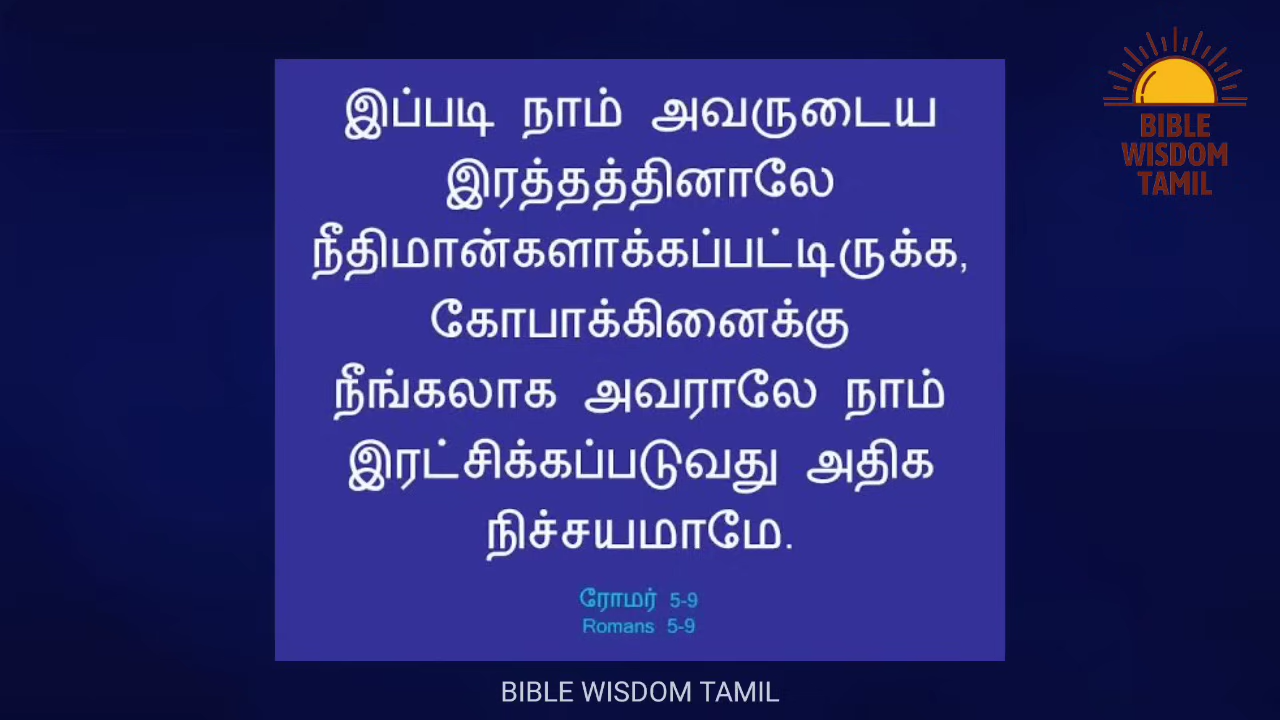 இப்படி நாம் அவருடைய
இரத்தத்தினாலே
நீதிமான்களாக்கப்பட்டிருக்க,
கோபாக்கினைக்கு
நீங்கலாக அவராலே நாம்
இரட்சிக்கப்படுவது அதிக
நிச்சயமாமே.
ரோமர் 5-9
Romans 5-9
BIBLE
WISDOM
TAMIL
BIBLE WISDOM TAMIL